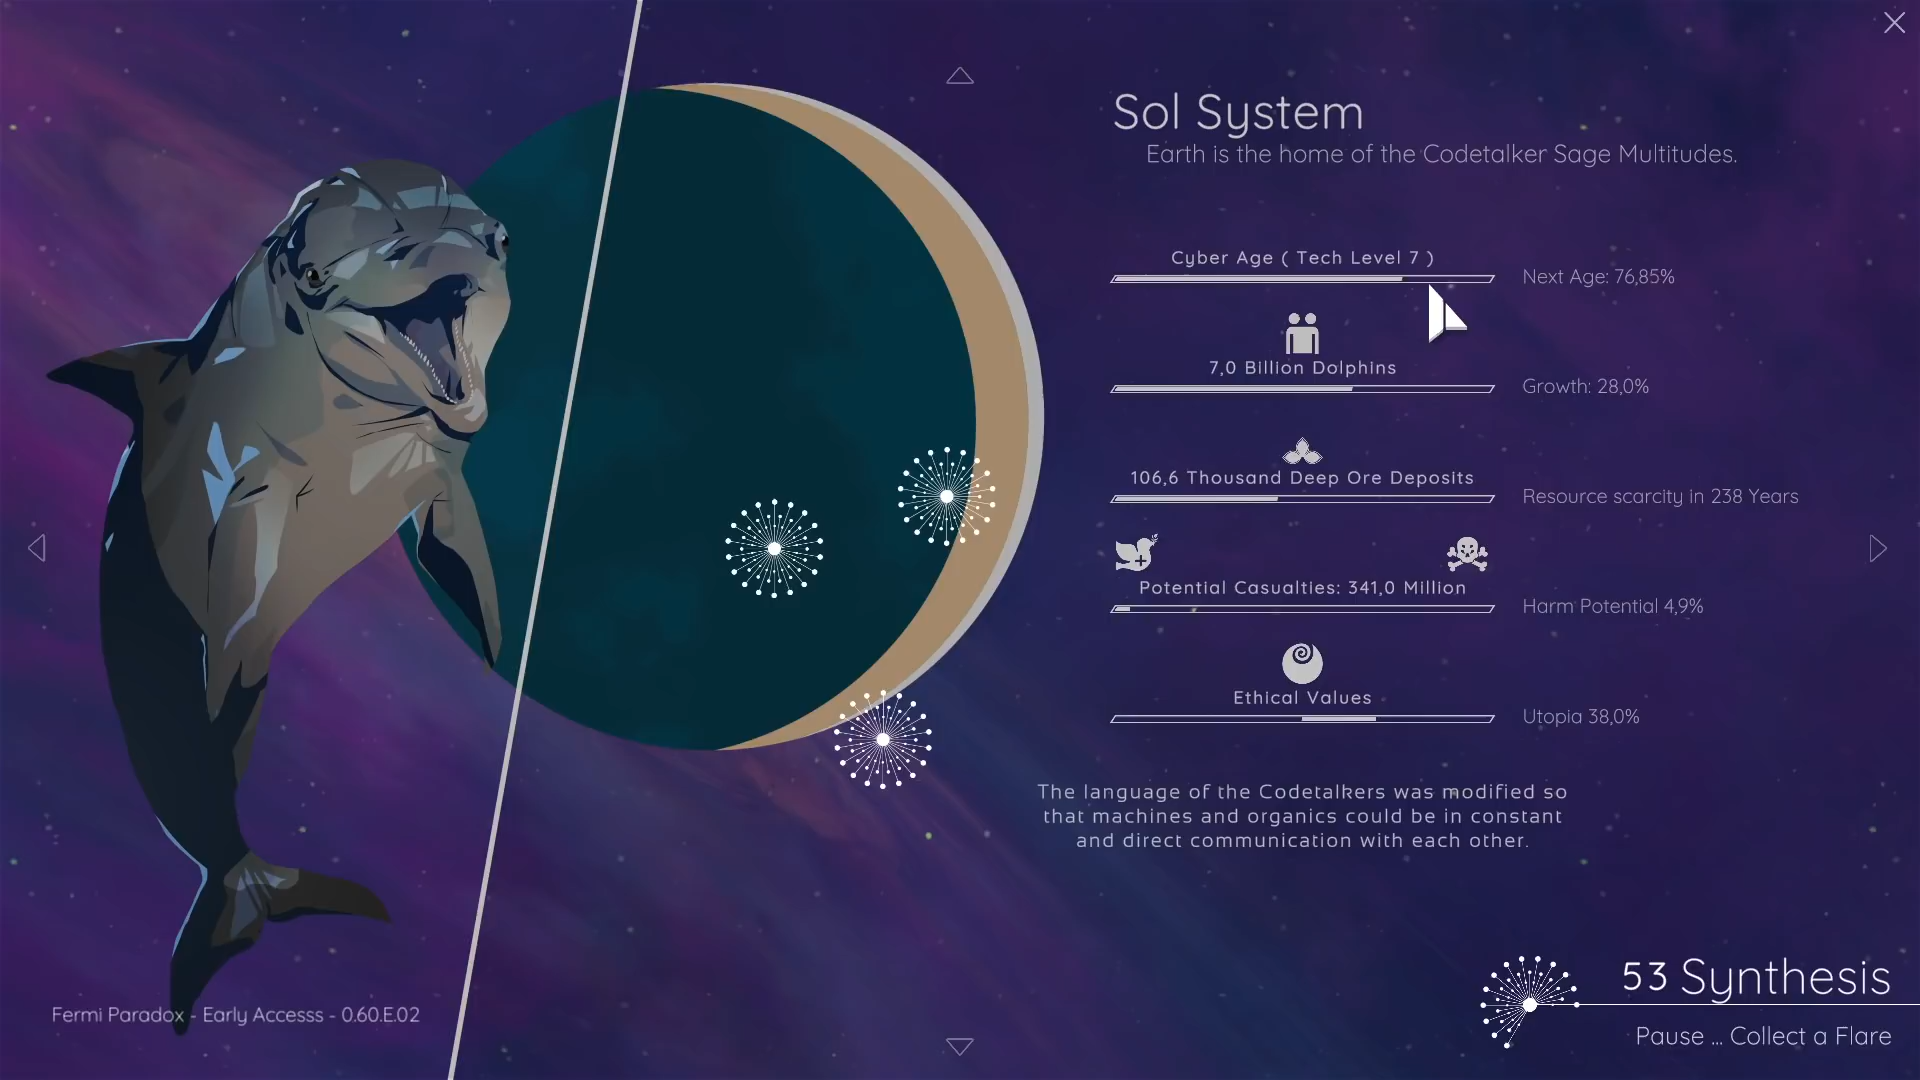 Sol System
Earth is the home of the Codetalker Sage Multitudes.
Cyber Age ( Tech Level 7 )
Next Age: 76,85%
7,0 Billion Dolphins
Growth: 28,0%
106,6 Thousand Deep Ore Deposits
Resource scarcity in 238 Years
Potential Casualties: 341,0 Million
Harm Potential 4,9%
Ethical Values
Utopia 38,0%
The language of the Codetalkers was modified so
that machines and organics could be in constant
and direct communication with each other.
53 Synthesis
Pause ... Collect a Flare
Fermi Paradox - Early Accesss - 0.60.E.02